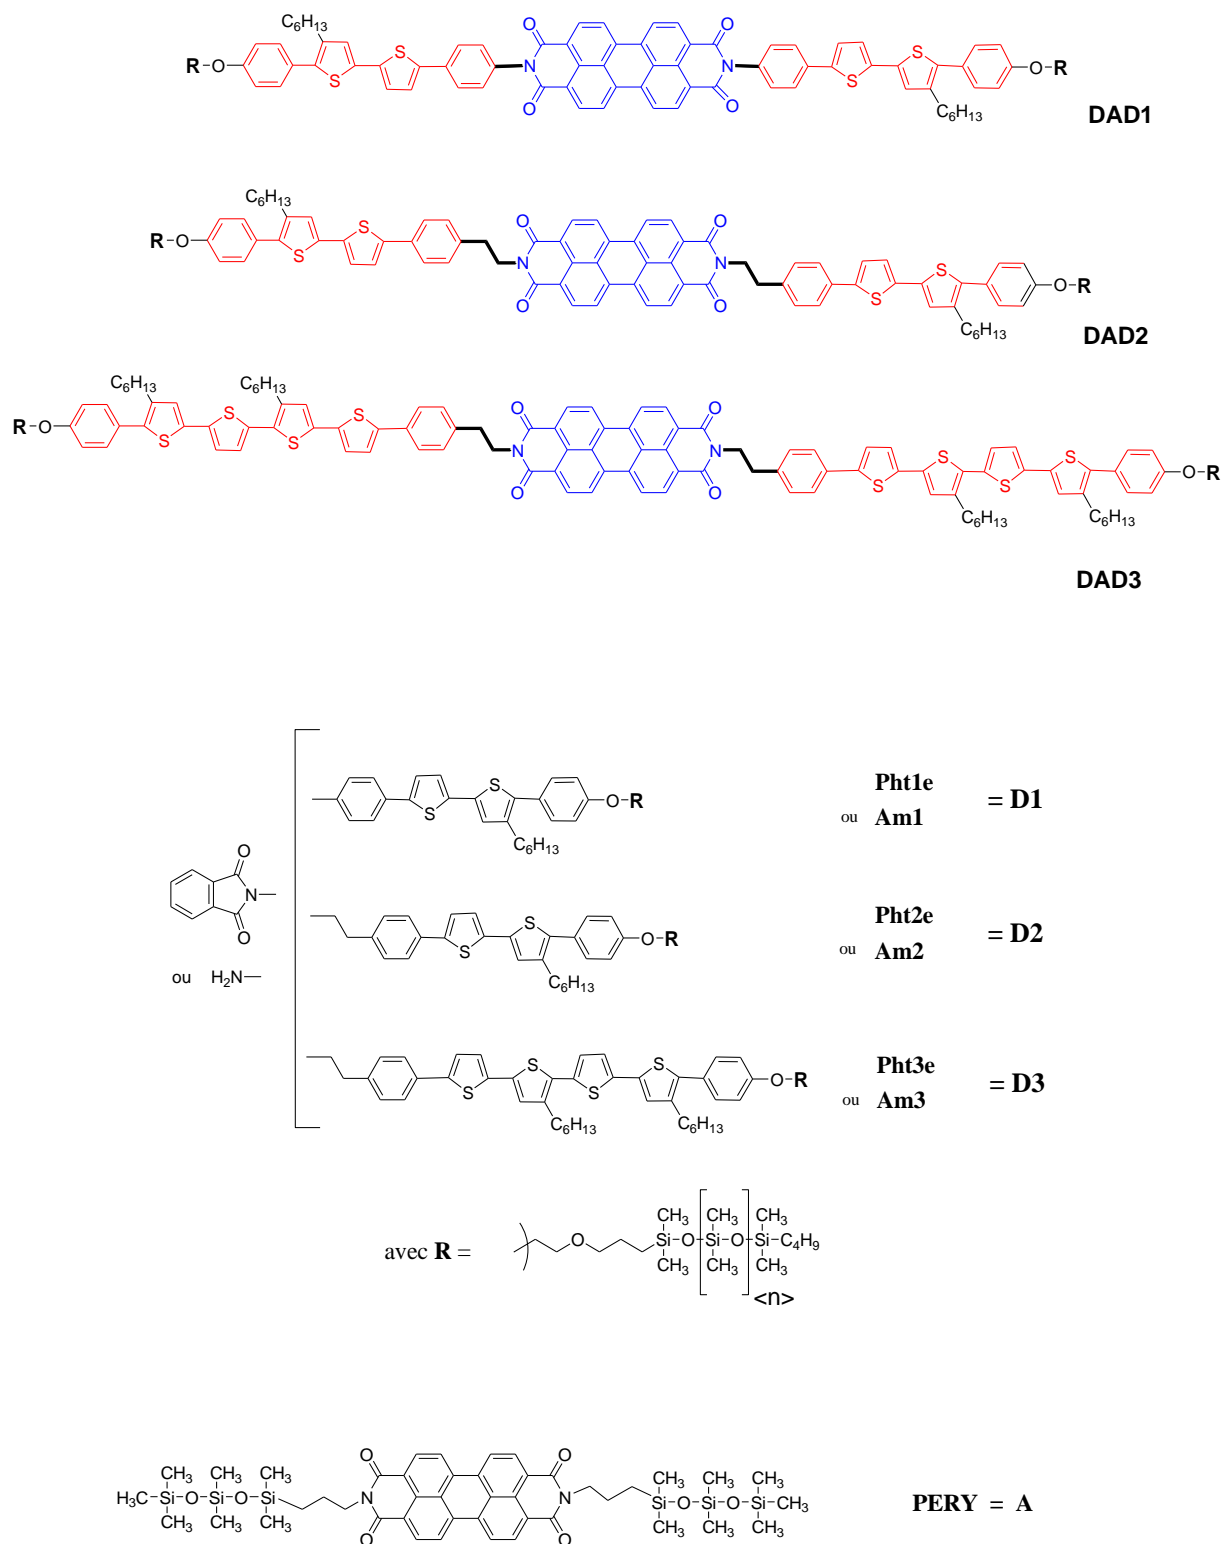 C6H13
R-O S S N O O O O N S S O-R
C6H13
DAD1
C6H13
R-O S S N O O O O N S S O-R
C6H13
DAD2
C6H13 C6H13
R-O S S S S N O O O O N S S S S O-R
C6H13 C6H13
DAD3
S S O-R
C6H13
Pht1e
ou Am1 = D1
O N O
ou H2N
S S O-R
C6H13
Pht2e
ou Am2 = D2
S S S S O-R
C6H13 C6H13
Pht3e
ou Am3 = D3
CH3 CH3 CH3
avec R = O Si-O-Si-O-Si-C4H9
CH3 CH3 CH3
<n>
CH3 CH3 CH3
H3C-Si-O-Si-O-Si N O O O O N Si-O-Si-O-Si-CH3
CH3 CH3 CH3
CH3 CH3 CH3
CH3 CH3 CH3
PERY = A